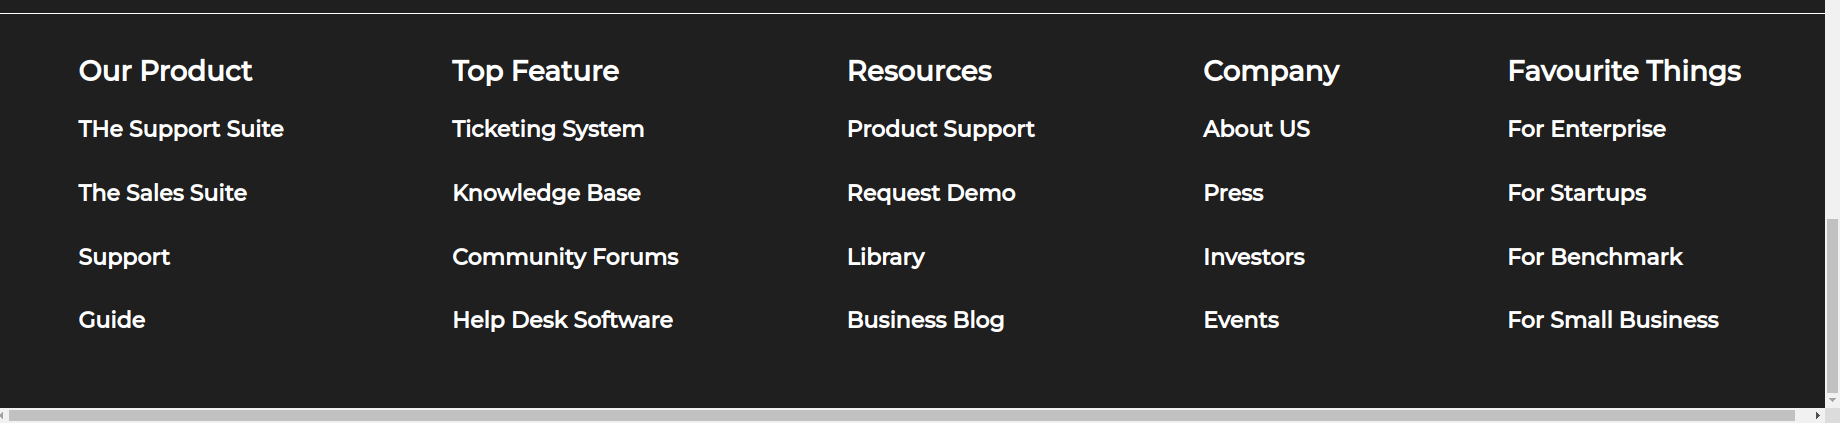 Our Product
THe Support Suite
The Sales Suite
Support
Guide
Top Feature
Ticketing System
Knowledge Base
Community Forums
Help Desk Software
Resources
Product Support
Request Demo
Library
Business Blog
Company
About US
Press
Investors
Events
Favourite Things
For Enterprise
For Startups
For Benchmark
For Small Business